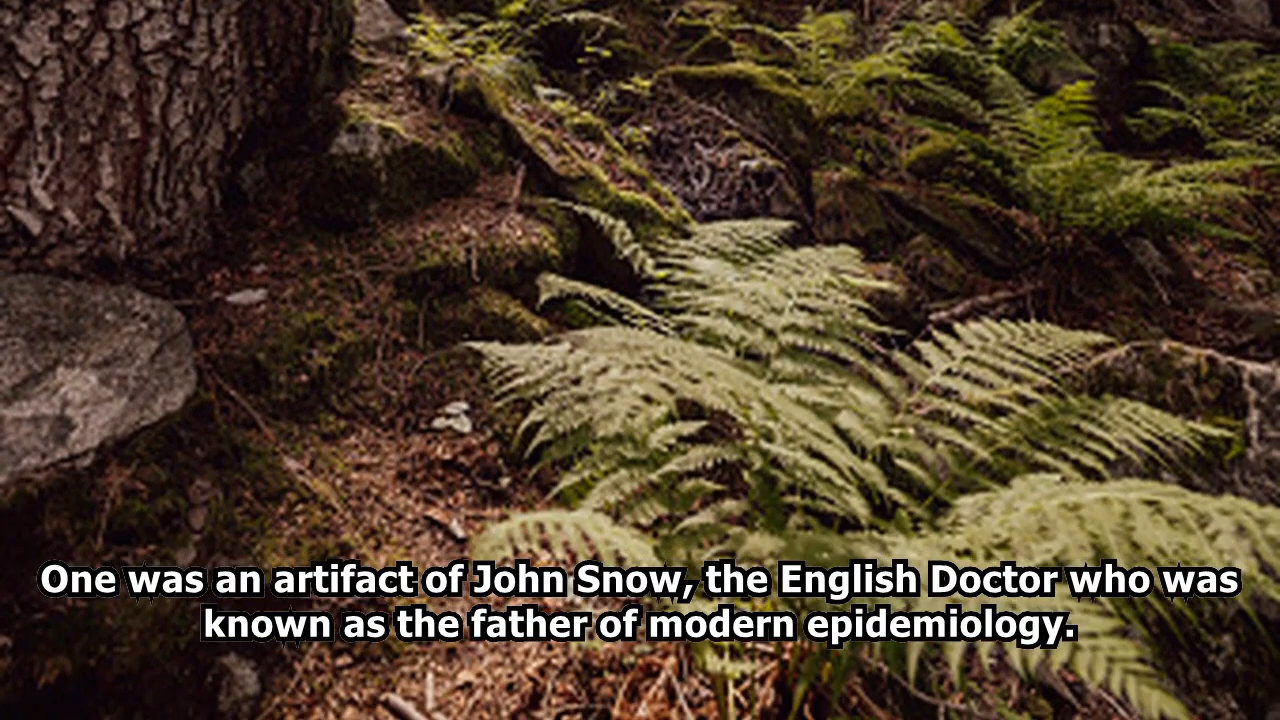 One was an artifact of John Snow, the English Doctor who was
known as the father of modern epidemiology.